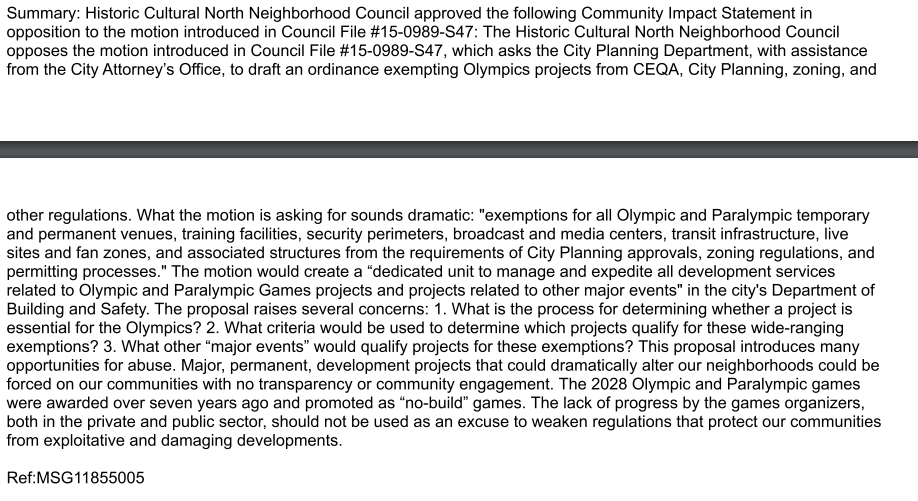 Summary: Historic Cultural North Neighborhood Council approved the following Community Impact Statement in
opposition to the motion introduced in Council File #15-0989-S47: The Historic Cultural North Neighborhood Council
opposes the motion introduced in Council File #15-0989-S47, which asks the City Planning Department, with assistance
from the City Attorney’s Office, to draft an ordinance exempting Olympics projects from CEQA, City Planning, zoning, and
other regulations. What the motion is asking for sounds dramatic: "exemptions for all Olympic and Paralympic temporary
and permanent venues, training facilities, security perimeters, broadcast and media centers, transit infrastructure, live
sites and fan zones, and associated structures from the requirements of City Planning approvals, zoning regulations, and
permitting processes." The motion would create a “dedicated unit to manage and expedite all development services
related to Olympic and Paralympic Games projects and projects related to other major events" in the city's Department of
Building and Safety. The proposal raises several concerns: 1. What is the process for determining whether a project is
essential for the Olympics? 2. What criteria would be used to determine which projects qualify for these wide-ranging
exemptions? 3. What other “major events” would qualify projects for these exemptions? This proposal introduces many
opportunities for abuse. Major, permanent, development projects that could dramatically alter our neighborhoods could be
forced on our communities with no transparency or community engagement. The 2028 Olympic and Paralympic games
were awarded over seven years ago and promoted as “no-build” games. The lack of progress by the games organizers,
both in the private and public sector, should not be used as an excuse to weaken regulations that protect our communities
from exploitative and damaging developments.
Ref:MSG11855005